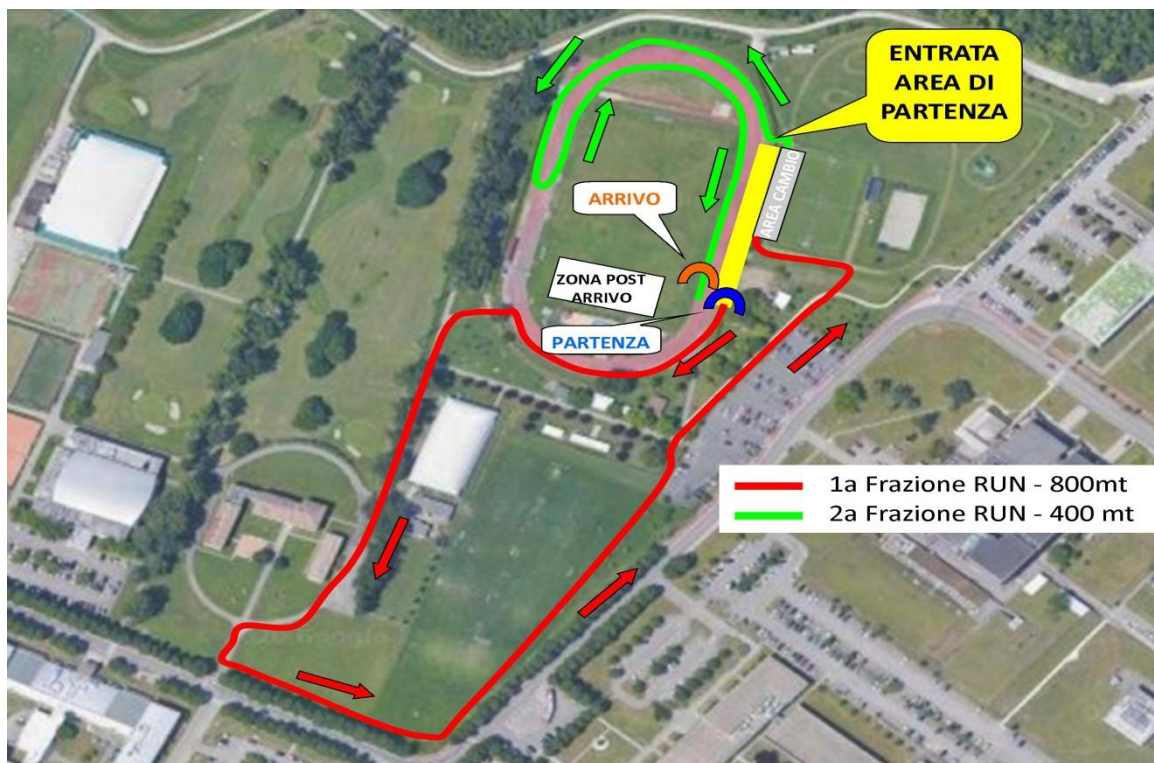 ENTRATA
AREA DI
PARTENZA
AREA CAMBIO
ARRIVO
ZONA POST
ARRIVO
PARTENZA
1a Frazione RUN - 800mt
2a Frazione RUN - 400 mt
Google